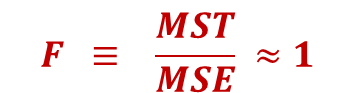 F ≡ MST/MSE ≈ 1